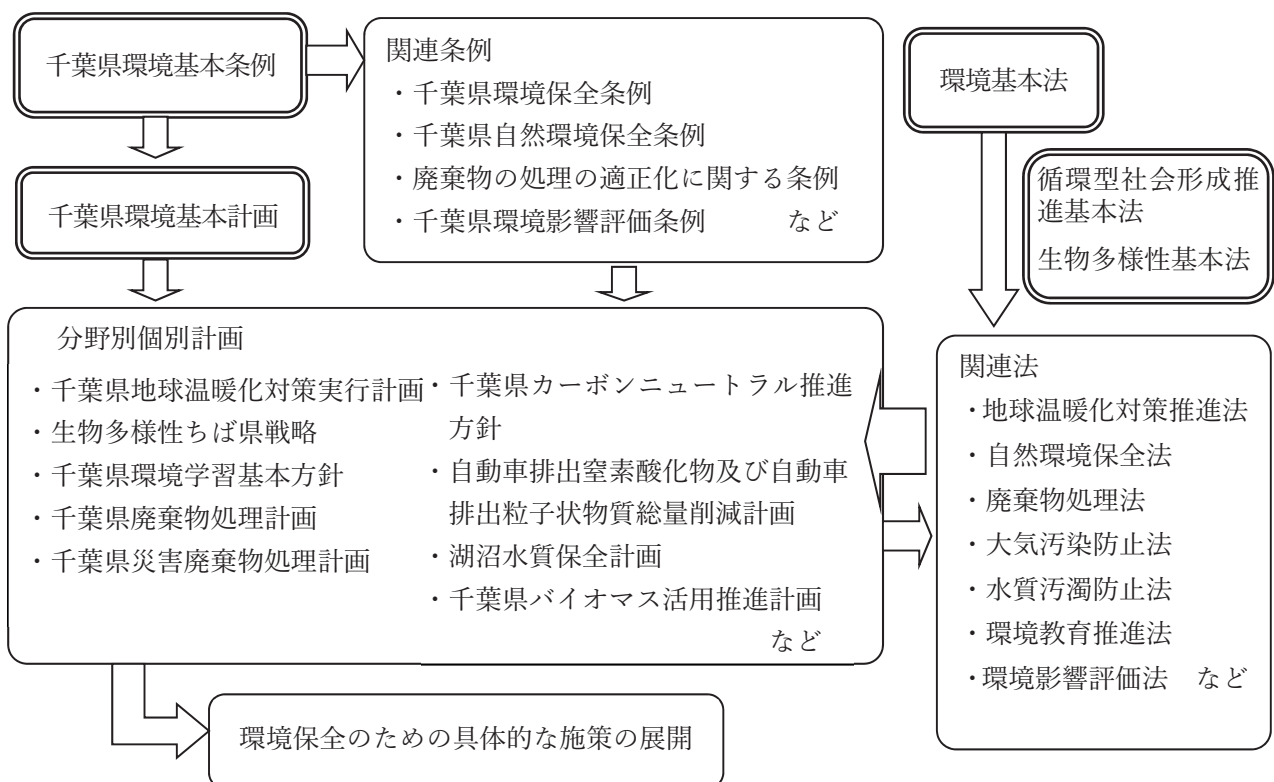 千葉県環境基本条例
関連条例
・千葉県環境保全条例
・千葉県自然環境保全条例
・廃棄物の処理の適正化に関する条例
・千葉県環境影響評価条例　　など
環境基本法
千葉県環境基本計画
循環型社会形成推
進基本法
生物多様性基本法
分野別個別計画
・千葉県地球温暖化対策実行計画
・生物多様性ちば県戦略
・千葉県環境学習基本方針
・千葉県廃棄物処理計画
・千葉県災害廃棄物処理計画
・千葉県カーボンニュートラル推進
方針
・自動車排出窒素酸化物及び自動車
排出粒子状物質総量削減計画
・湖沼水質保全計画
・千葉県バイオマス活用推進計画
など
関連法
・地球温暖化対策推進法
・自然環境保全法
・廃棄物処理法
・大気汚染防止法
・水質汚濁防止法
・環境教育推進法
・環境影響評価法　など
環境保全のための具体的な施策の展開